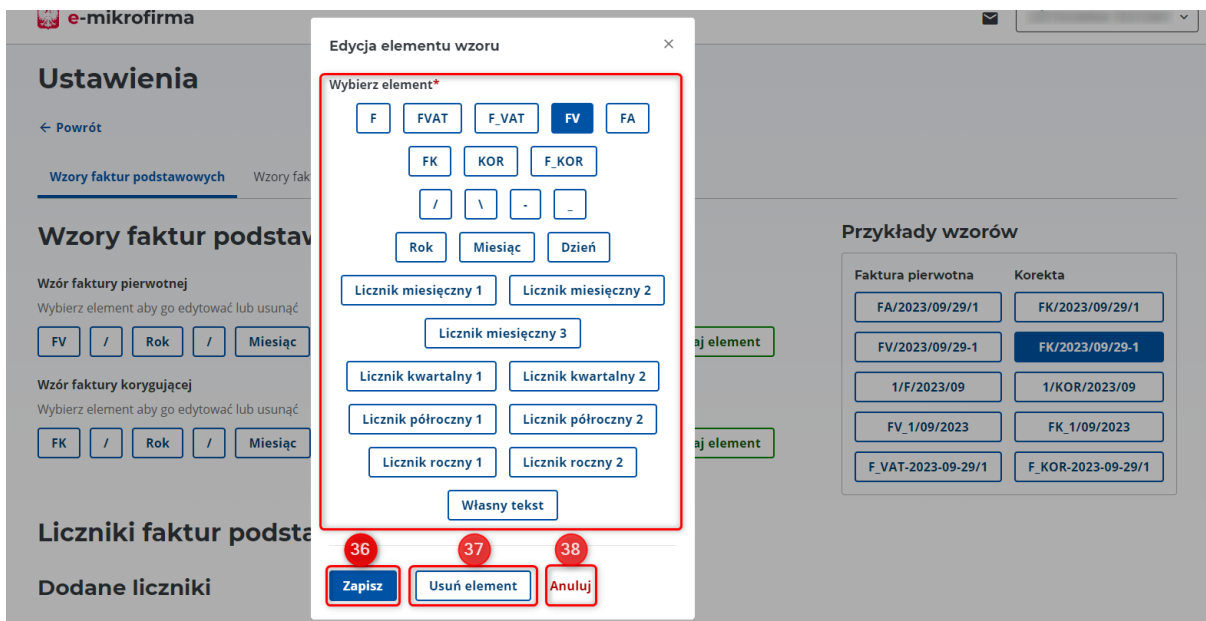 e-mikrofirma
Edycja elementu wzoru ×
Ustawienia
← Powrót
Wybierz element*
F FVAT F_VAT FV FA
FK KOR F_KOR
/ \ - _
Rok Miesiąc Dzień
Licznik miesięczny 1 Licznik miesięczny 2
Licznik miesięczny 3
Licznik kwartalny 1 Licznik kwartalny 2
Licznik półroczny 1 Licznik półroczny 2
Licznik roczny 1 Licznik roczny 2
Własny tekst
36 37 38
Zapisz Usuń element Anuluj
Wzory faktur podstawowych Wzory fak
Wzory faktur podstaw
Wzór faktury pierwotnej
Wybierz element aby go edytować lub usunąć
FV / Rok / Miesiąc aj element
Wzór faktury korygującej
Wybierz element aby go edytować lub usunąć
FK / Rok / Miesiąc aj element
Liczniki faktur podsta
Dodane liczniki
Przykłady wzorów
Faktura pierwotna Korekta
FA/2023/09/29/1 FK/2023/09/29/1
FV/2023/09/29-1 FK/2023/09/29-1
1/F/2023/09 1/KOR/2023/09
FV_1/09/2023 FK_1/09/2023
F_VAT-2023-09-29/1 F_KOR-2023-09-29/1